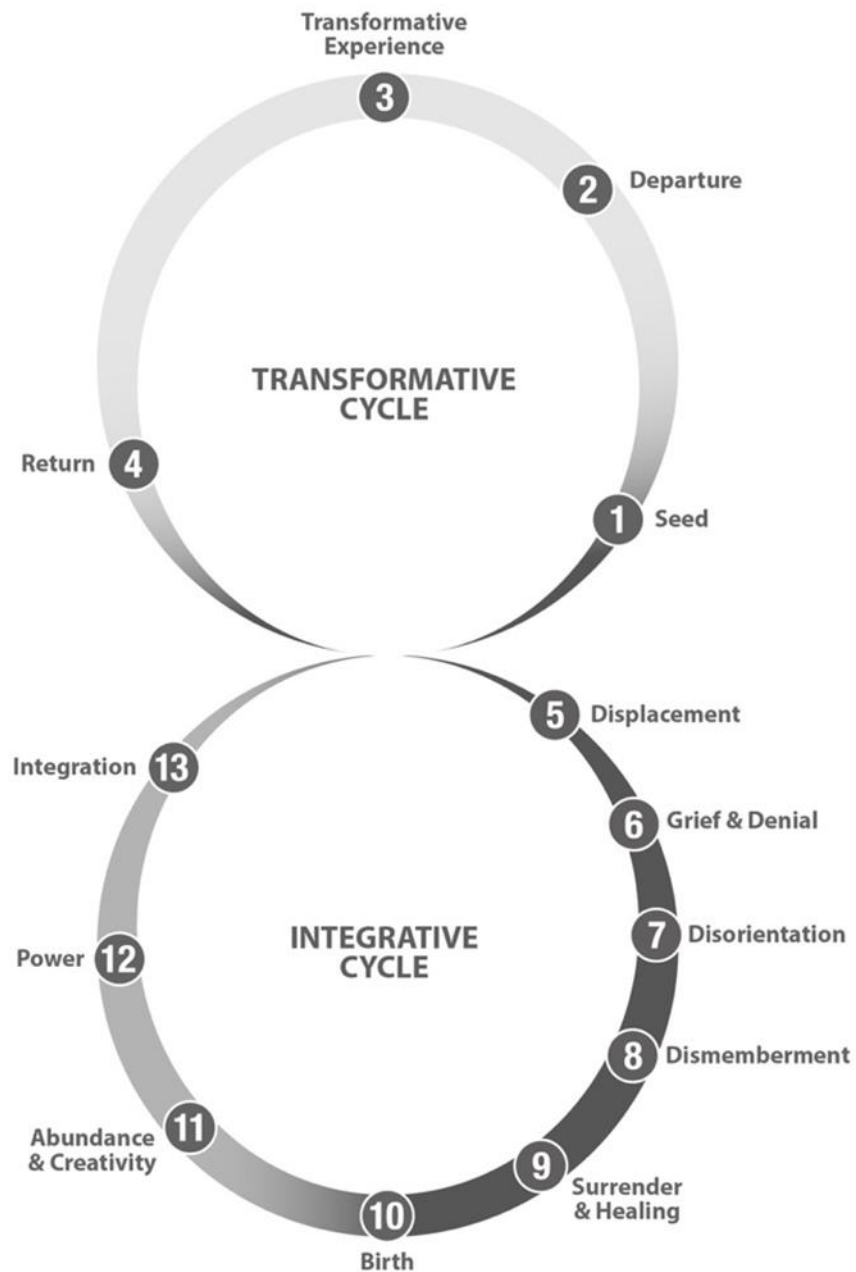 Transformative
Experience
3
2
Departure
TRANSFORMATIVE
CYCLE
Return
4
1
Seed
5
Displacement
Integration
13
6
Grief & Denial
INTEGRATIVE
CYCLE
7
Disorientation
Power
12
8
Dismemberment
11
Abundance
& Creativity
9
Surrender
& Healing
10
Birth